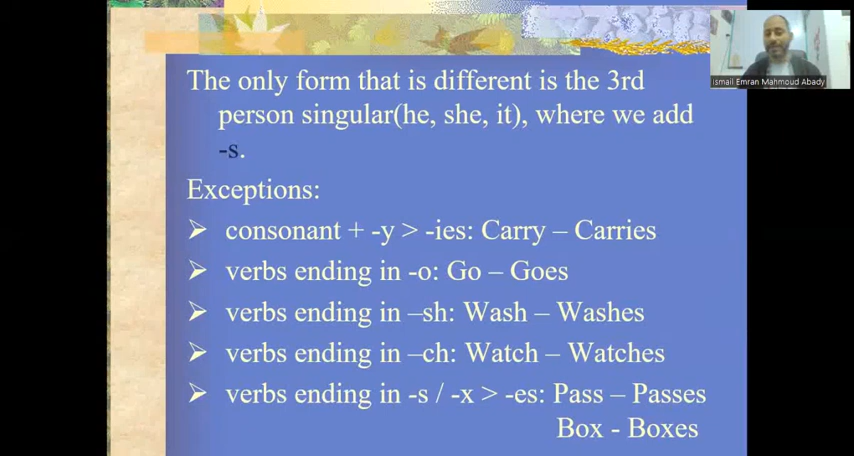 The only form that is different is the 3rd
person singular(he, she, it), where we add
-s.
Exceptions:
➢ consonant + -y > -ies: Carry – Carries
➢ verbs ending in -o: Go – Goes
➢ verbs ending in –sh: Wash – Washes
➢ verbs ending in –ch: Watch – Watches
➢ verbs ending in -s / -x > -es: Pass – Passes
Box - Boxes
ismail Emran Mahmoud Abady